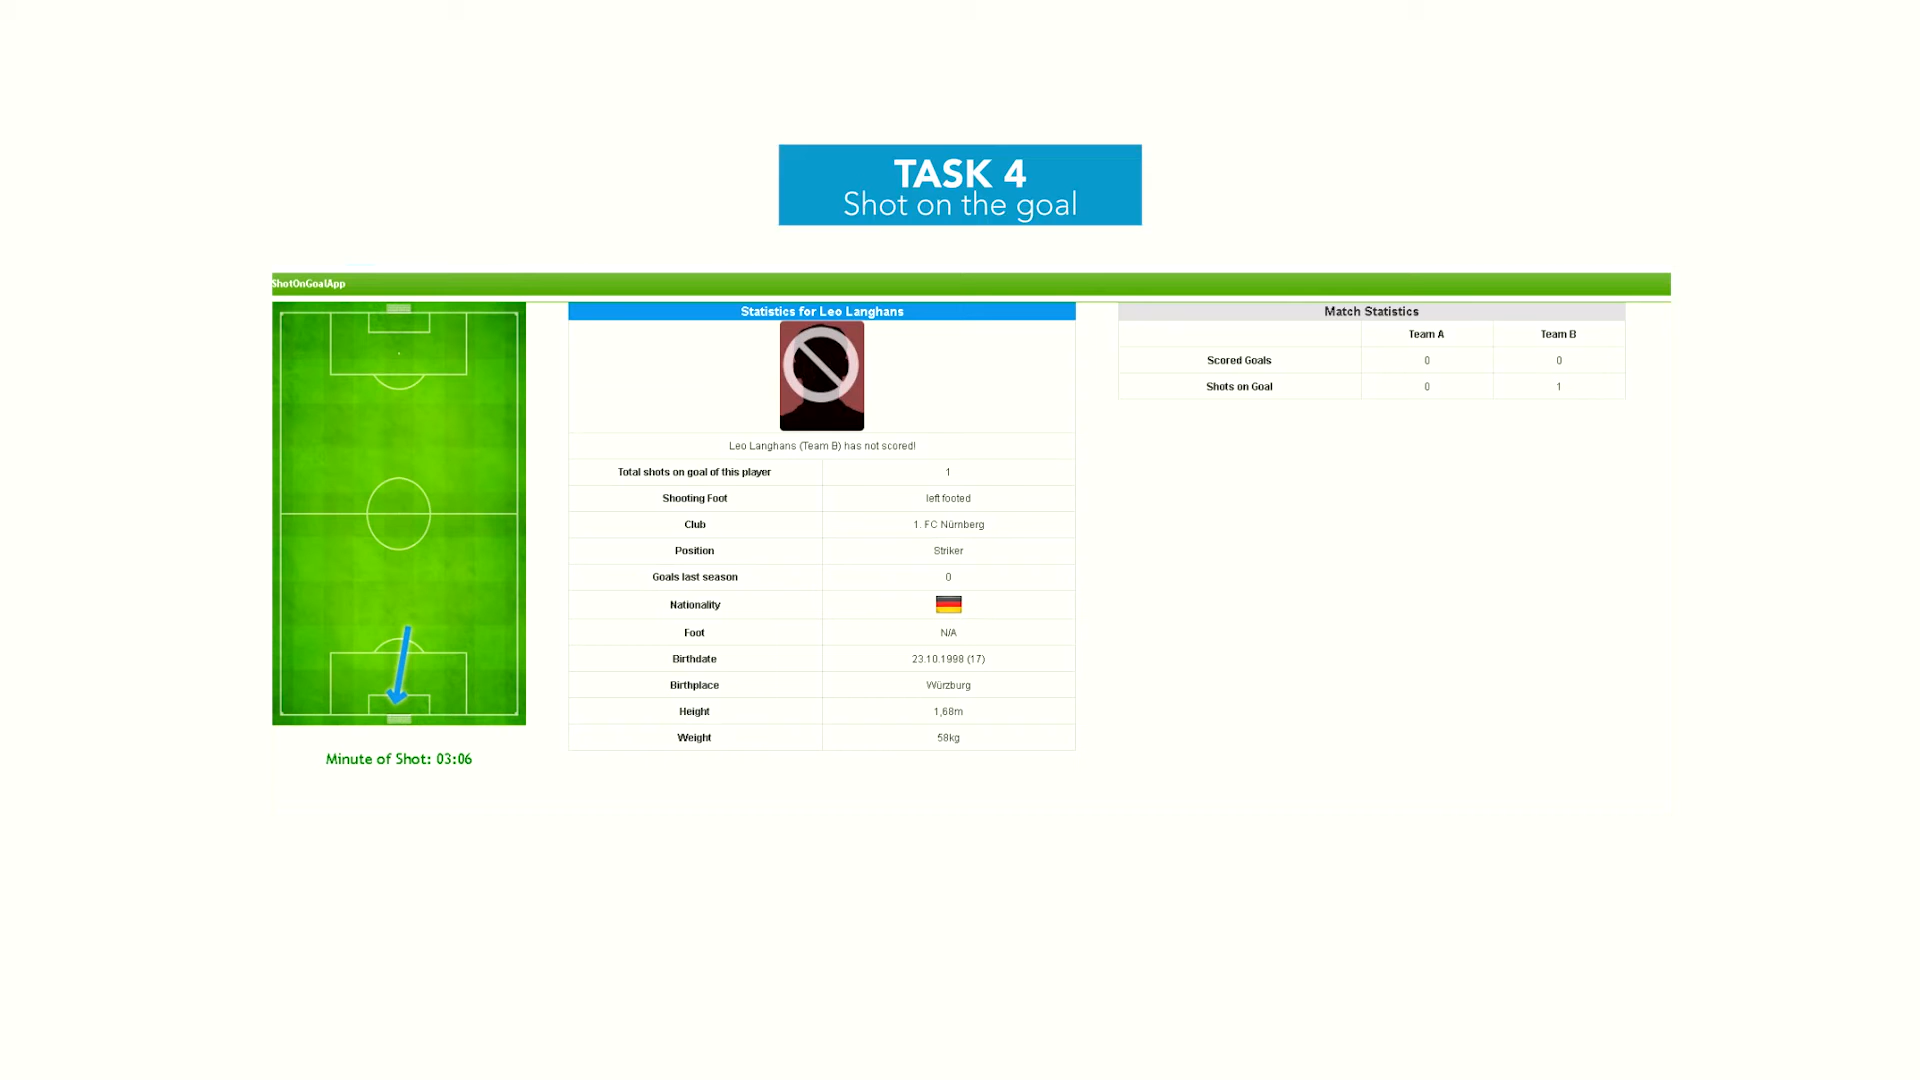 TASK 4
Shot on the goal
ShotOnGoalApp
Minute of Shot: 03:06
Statistics for Leo Langhans
Leo Langhans (Team B) has not scored!
Total shots on goal of this player 1
Shooting Foot left footed
Club 1. FC Nürnberg
Position Striker
Goals last season 0
Nationality
Foot N/A
Birthdate 23.10.1998 (17)
Birthplace Würzburg
Height 1,68m
Weight 58kg
Match Statistics
Team A Team B
Scored Goals 0 0
Shots on Goal 0 1